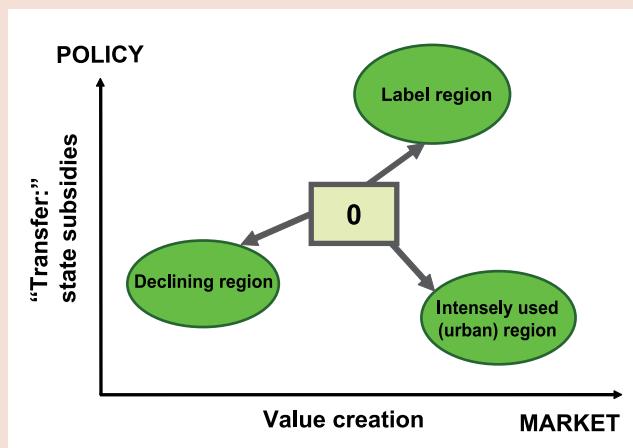 POLICY
Label region
“Transfer:”
state subsidies
0
Declining region
Intensely used
(urban) region
Value creation
MARKET